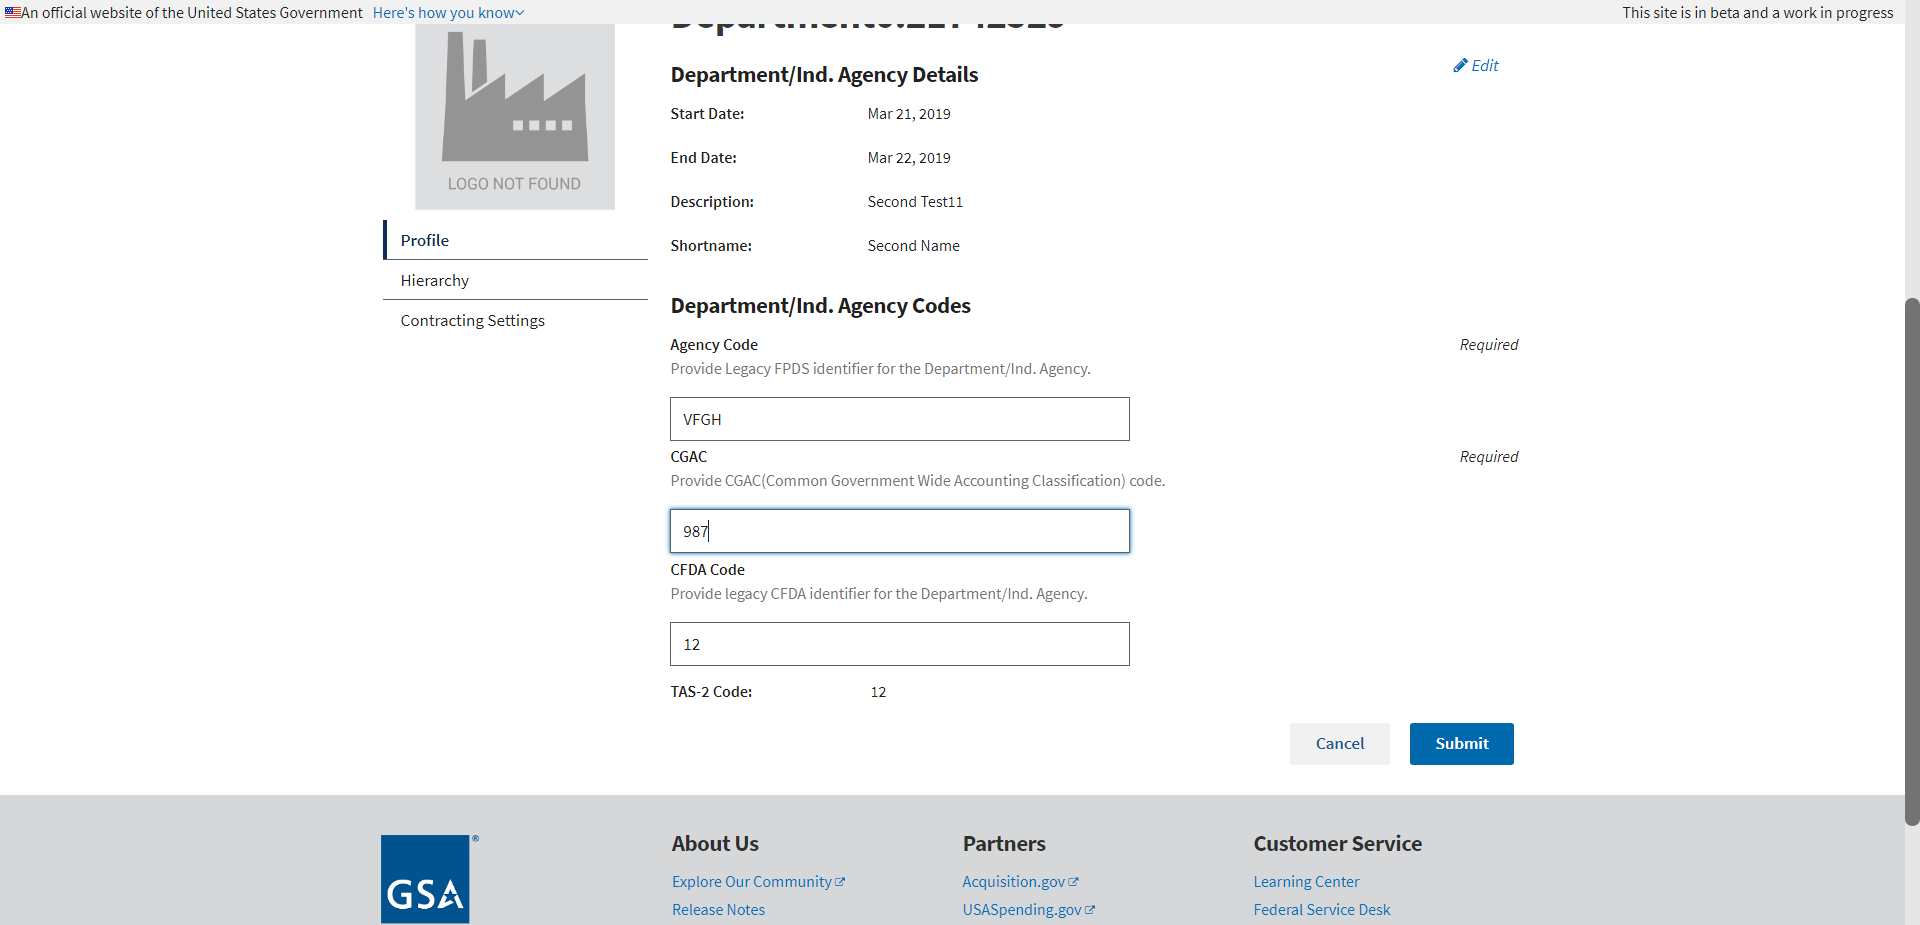 An official website of the United States Government Here's how you know
This site is in beta and a work in progress
LOGO NOT FOUND
Profile
Hierarchy
Contracting Settings
Department/Ind. Agency Details
Edit
Start Date: Mar 21, 2019
End Date: Mar 22, 2019
Description: Second Test11
Shortname: Second Name
Department/Ind. Agency Codes
Agency Code Required
Provide Legacy FPDS identifier for the Department/Ind. Agency.
VFGH
CGAC Required
Provide CGAC(Common Government Wide Accounting Classification) code.
987
CFDA Code
Provide legacy CFDA identifier for the Department/Ind. Agency.
12
TAS-2 Code: 12
Cancel Submit
GSA ®
About Us
Explore Our Community
Release Notes
Partners
Acquisition.gov
USASpending.gov
Customer Service
Learning Center
Federal Service Desk